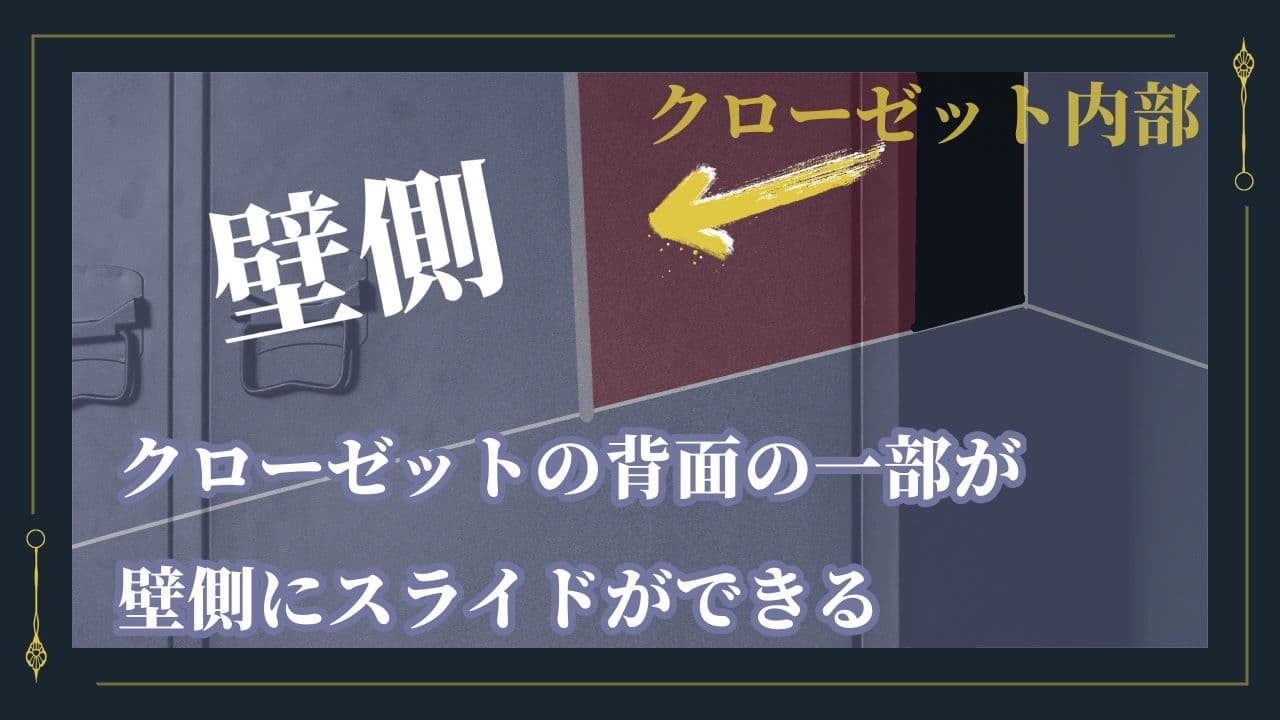 クローゼット内部
壁側
クローゼットの背面の一部が
壁側にスライドができる